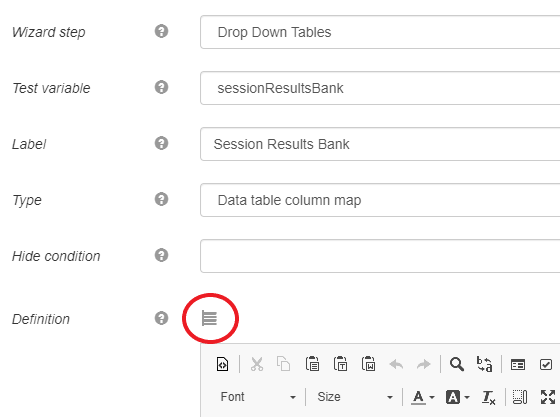 Wizard step Drop Down Tables
Test variable sessionResultsBank
Label Session Results Bank
Type Data table column map
Hide condition
Definition
Font Size A A Tx